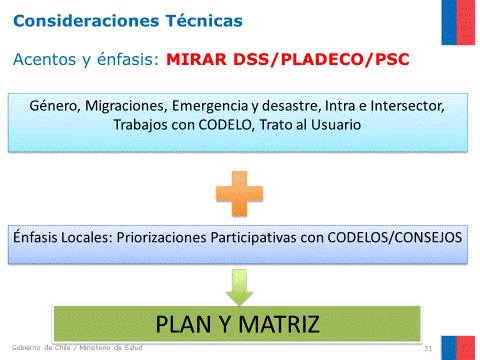 Consideraciones Técnicas
Acentos y énfasis: MIRAR DSS/PLADECO/PSC
Género, Migraciones, Emergencia y desastre, Intra e Intersector,
Trabajos con CODELO, Trato al Usuario
Énfasis Locales: Priorizaciones Participativas con CODELOS/CONSEJOS
PLAN Y MATRIZ
Gobierno de Chile / Ministerio de Salud
31